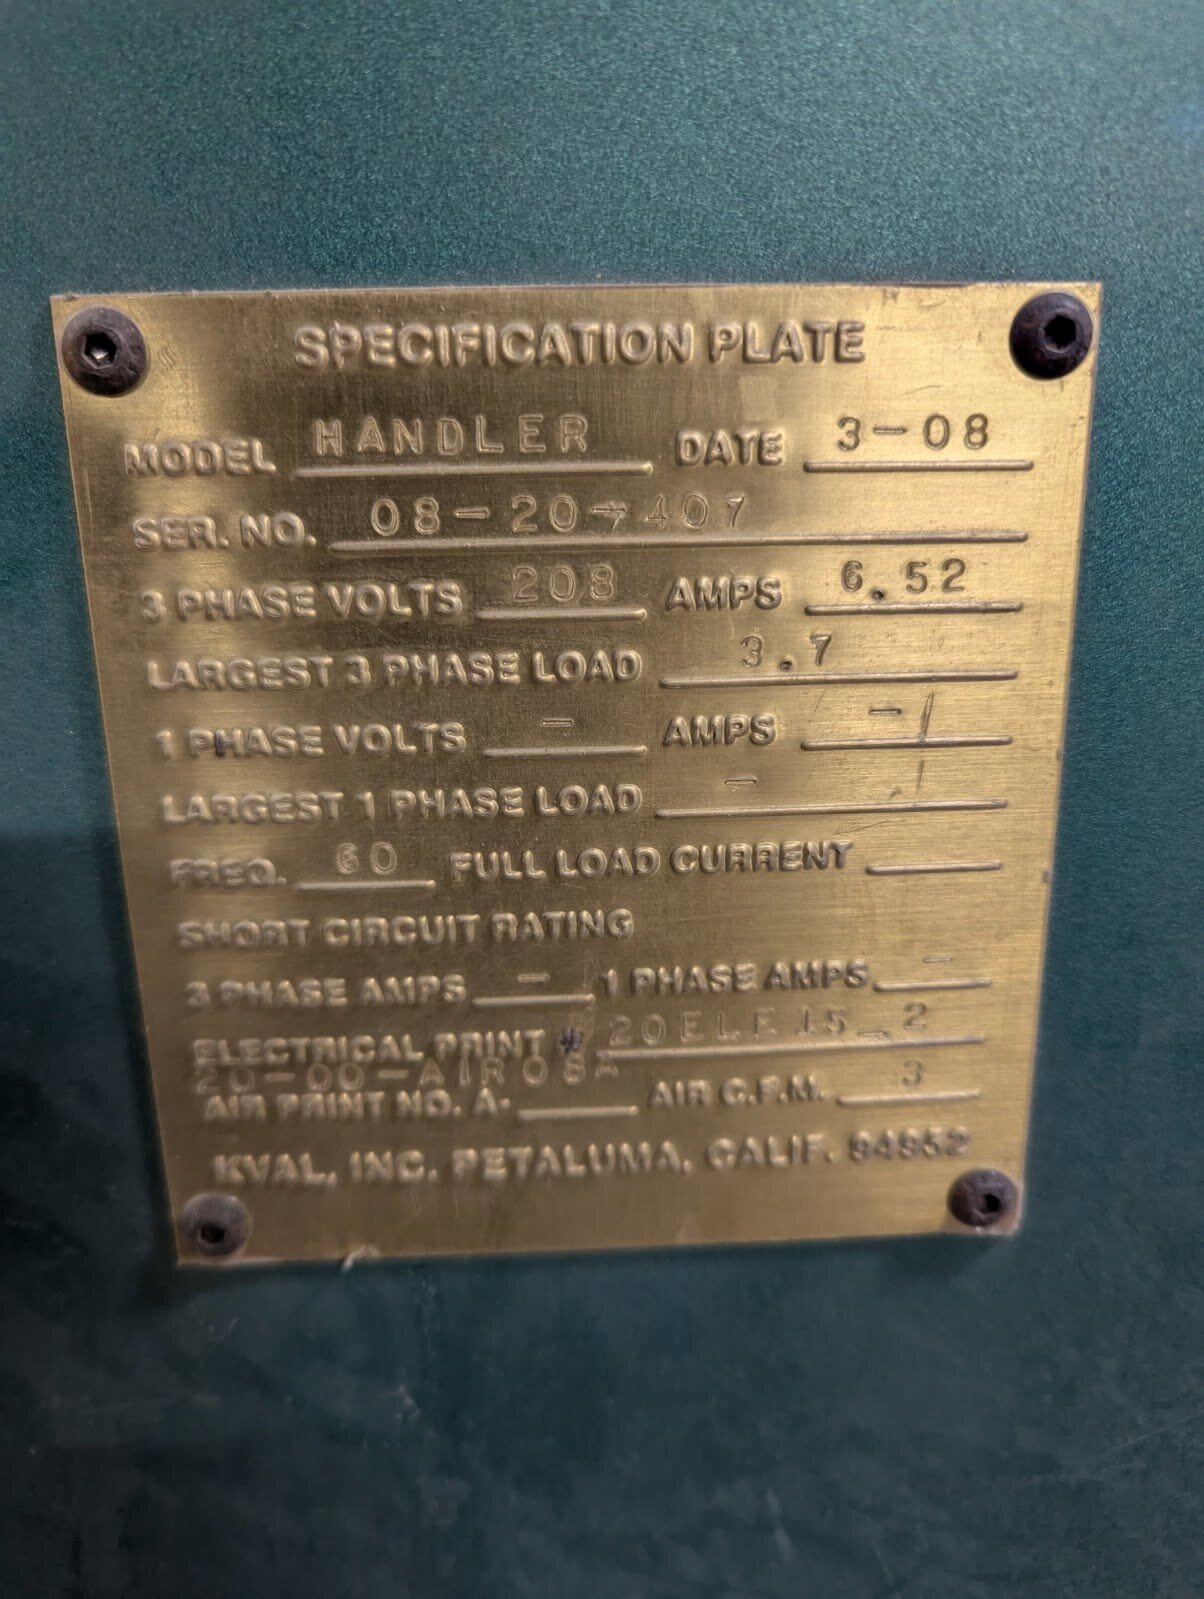 SPECIFICATION PLATE
MODEL HANDLER DATE 3-08
SER. NO. 08-20-407
3 PHASE VOLTS 208 AMPS 6.52
LARGEST 3 PHASE LOAD 3.7
1 PHASE VOLTS - AMPS -
LARGEST 1 PHASE LOAD -
FREQ. 60 FULL LOAD CURRENT
SHORT CIRCUIT RATING
3 PHASE AMPS - 1 PHASE AMPS -
ELECTRICAL PRINT # 20ELE15_2
20-00-AIR08A
AIR PRINT NO. A- AIR C.F.M. 3
KVAL, INC. PETALUMA, CALIF. 94952